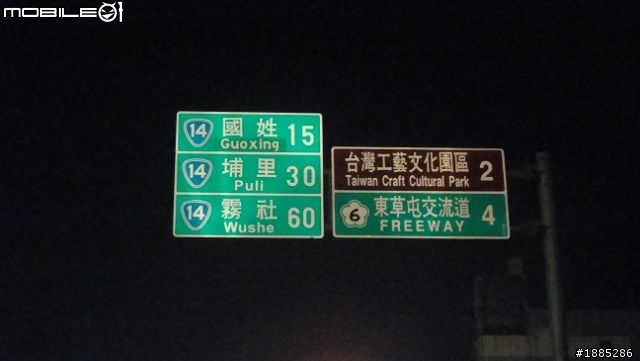 MOBILE01
14 國姓 15
Guoxing
14 埔里 30
Puli
14 霧社 60
Wushe
台灣工藝文化園區 2
Taiwan Craft Cultural Park
6 東草屯交流道 4
FREEWAY
#1885286